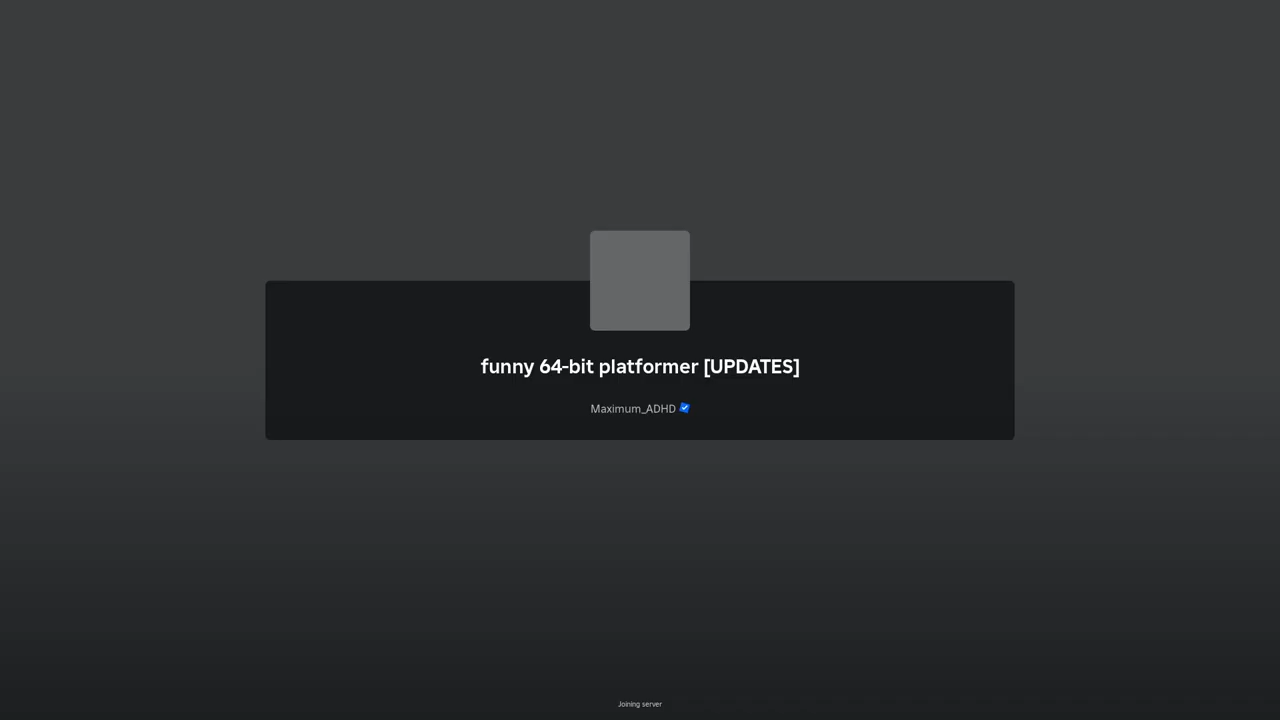 funny 64-bit platformer [UPDATES]
Maximum_ADHD
Joining server